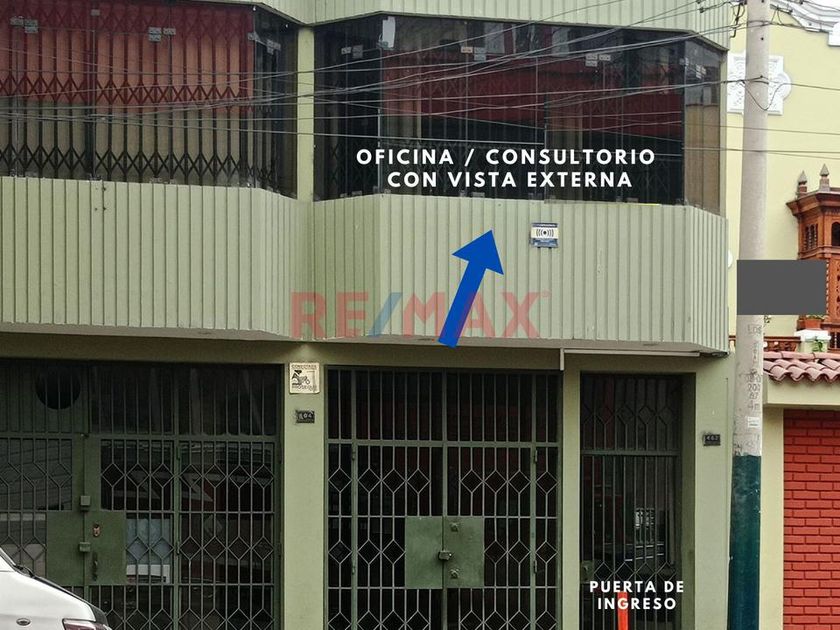 OFICINA / CONSULTORIO
CON VISTA EXTERNA
RE/MAX
PUERTA DE
INGRESO